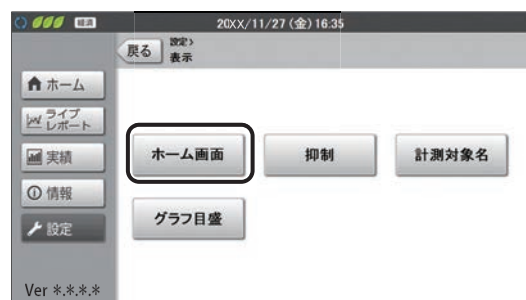 経済
20XX/11/27 (金) 16:35
戻る
設定>
表示
ホーム
ライブ
レポート
実績
情報
設定
ホーム画面
抑制
計測対象名
グラフ目盛
Ver *.*.*.*